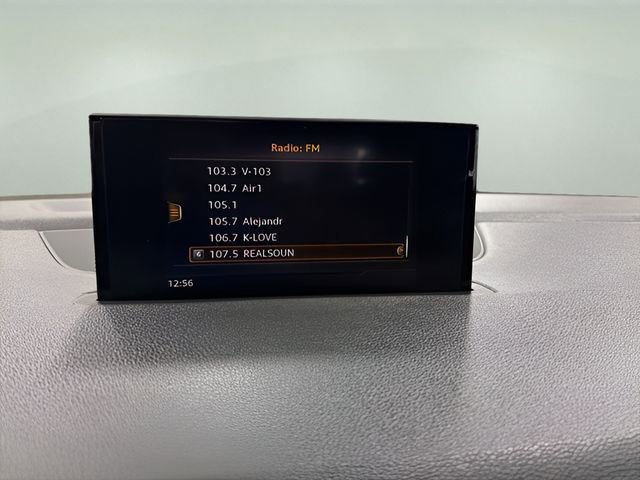 Radio: FM
103.3 V-103
104.7 Air1
105.1
105.7 Alejandr
106.7 K-LOVE
6 107.5 REALSOUN
12:56